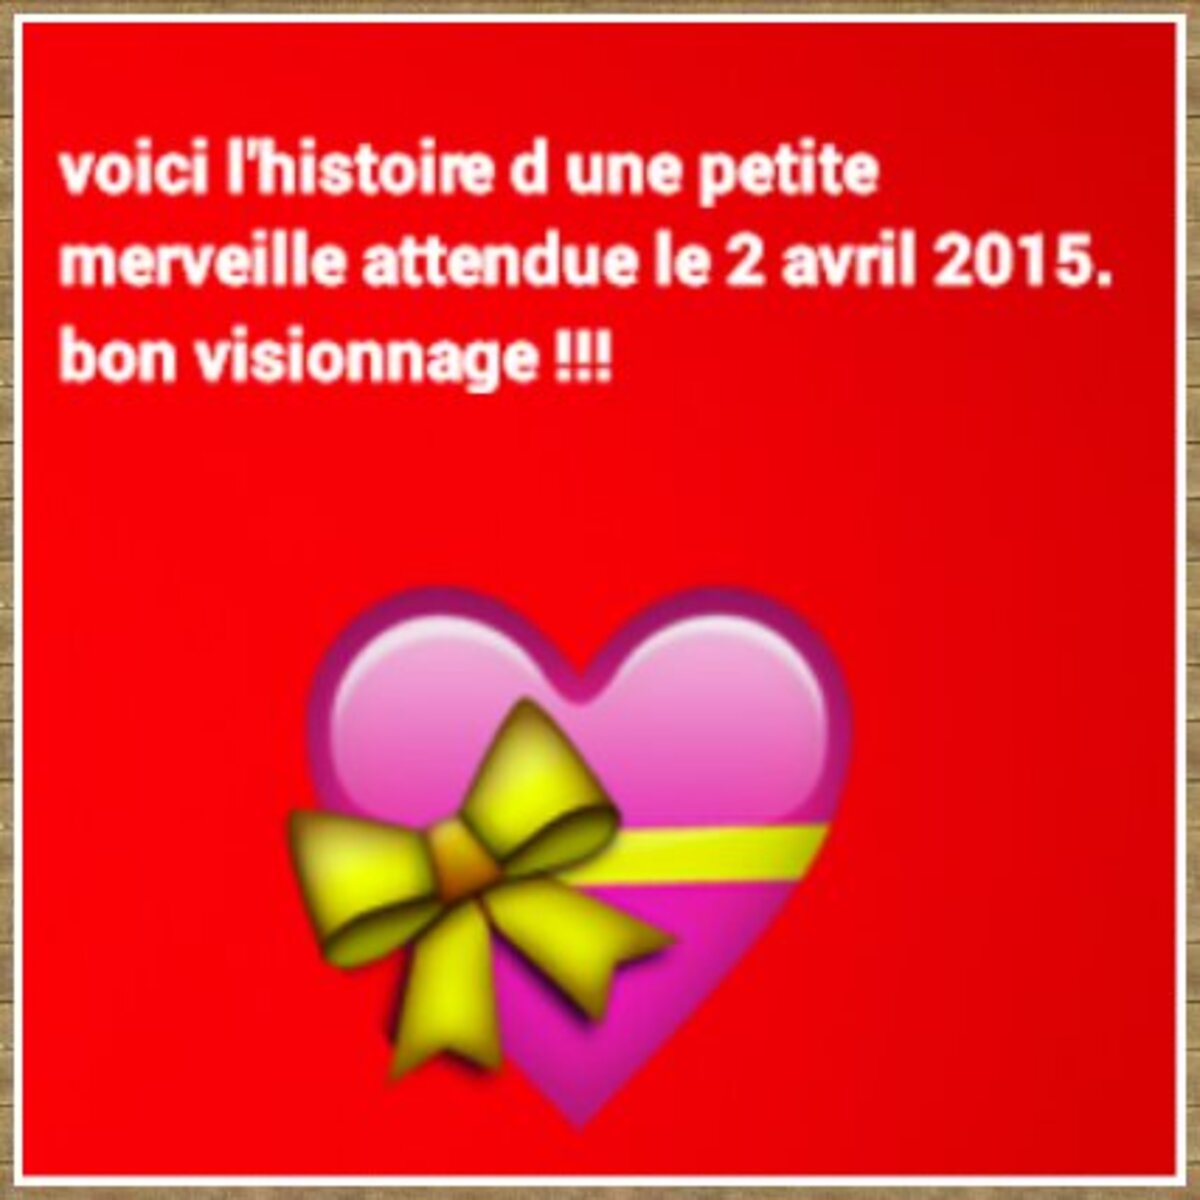 voici l'histoire d une petite
merveille attendue le 2 avril 2015.
bon visionnage !!!